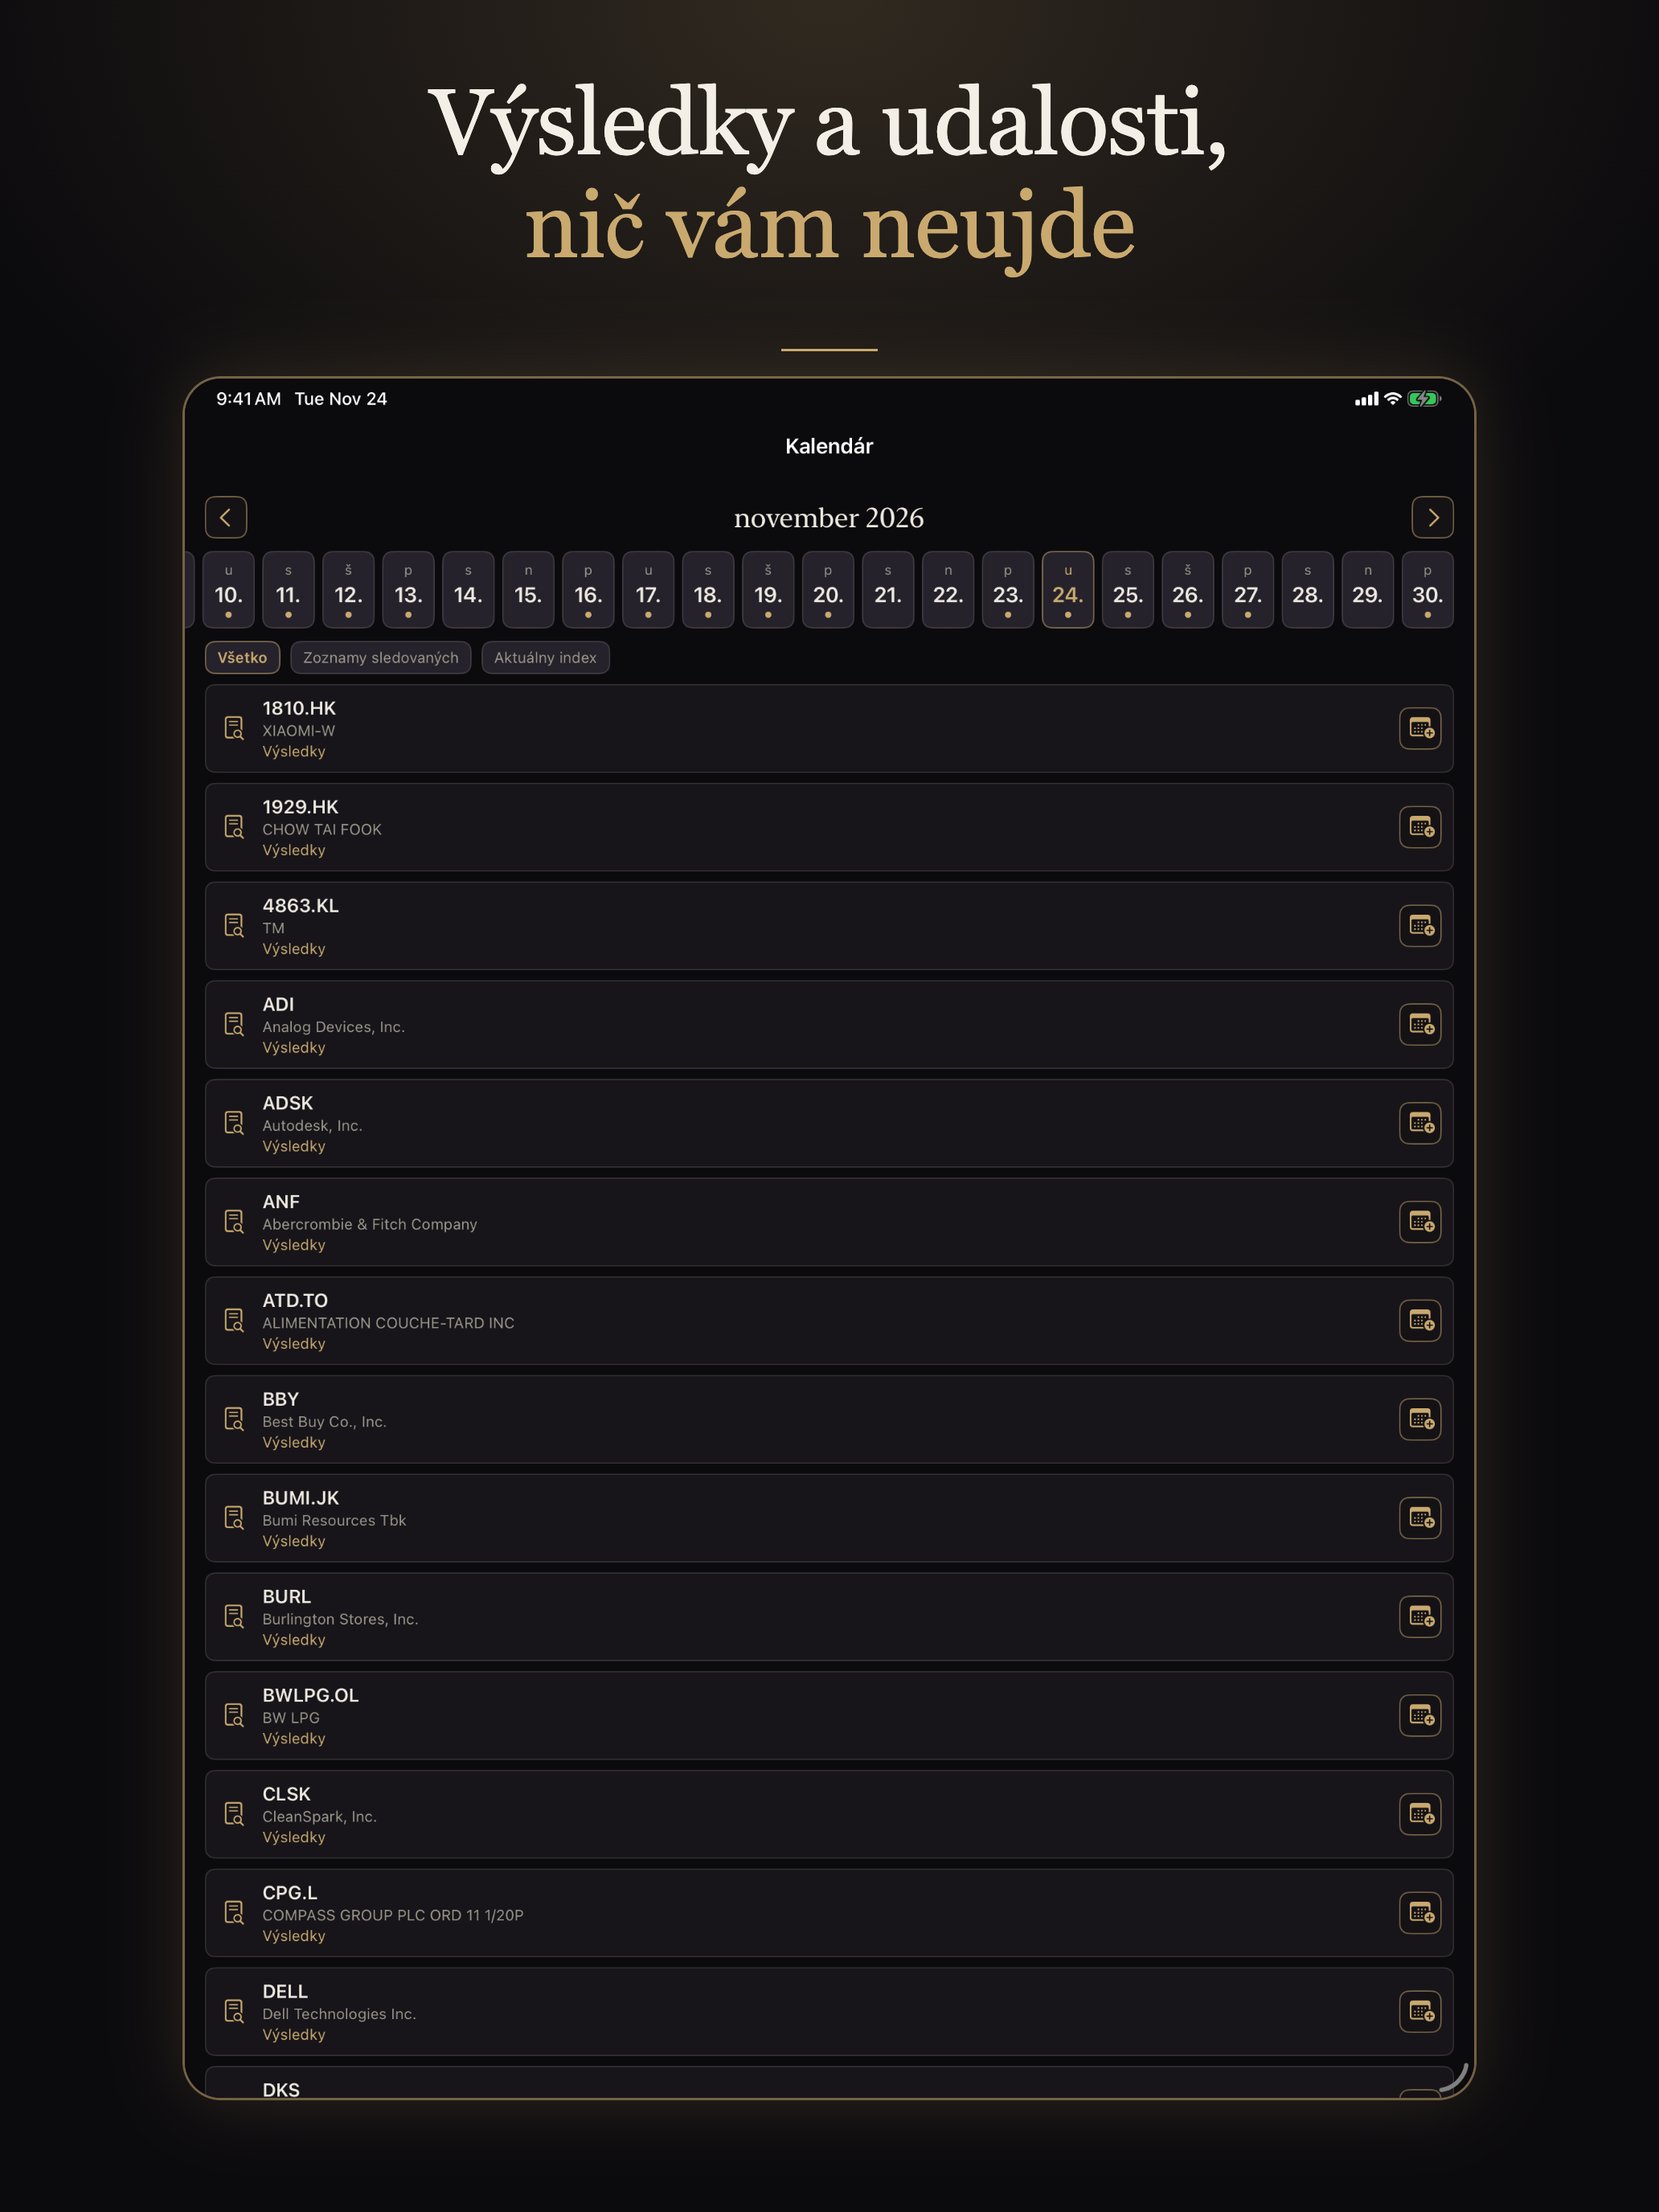 Výsledky a udalosti,
nič vám neujde
9:41 AM Tue Nov 24
Kalendár
november 2026
u s š p s n p u s š p s n p u s š p s n p
10. 11. 12. 13. 14. 15. 16. 17. 18. 19. 20. 21. 22. 23. 24. 25. 26. 27. 28. 29. 30.
Všetko Zoznamy sledovaných Aktuálny index
1810.HK
XIAOMI-W
Výsledky
1929.HK
CHOW TAI FOOK
Výsledky
4863.KL
TM
Výsledky
ADI
Analog Devices, Inc.
Výsledky
ADSK
Autodesk, Inc.
Výsledky
ANF
Abercrombie & Fitch Company
Výsledky
ATD.TO
ALIMENTATION COUCHE-TARD INC
Výsledky
BBY
Best Buy Co., Inc.
Výsledky
BUMI.JK
Bumi Resources Tbk
Výsledky
BURL
Burlington Stores, Inc.
Výsledky
BWLPG.OL
BW LPG
Výsledky
CLSK
CleanSpark, Inc.
Výsledky
CPG.L
COMPASS GROUP PLC ORD 11 1/20P
Výsledky
DELL
Dell Technologies Inc.
Výsledky
DKS